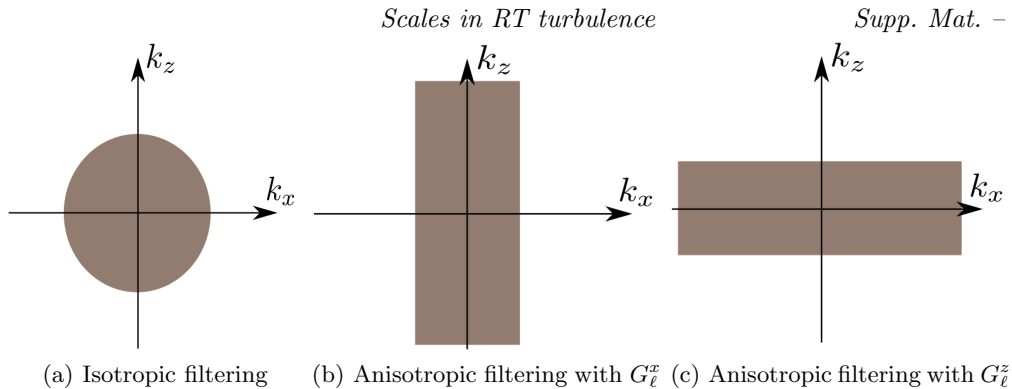 Scales in RT turbulence
Supp. Mat. –
k_z
k_x
k_z
k_x
k_z
k_x
(a) Isotropic filtering
(b) Anisotropic filtering with G_ℓ^x
(c) Anisotropic filtering with G_ℓ^z